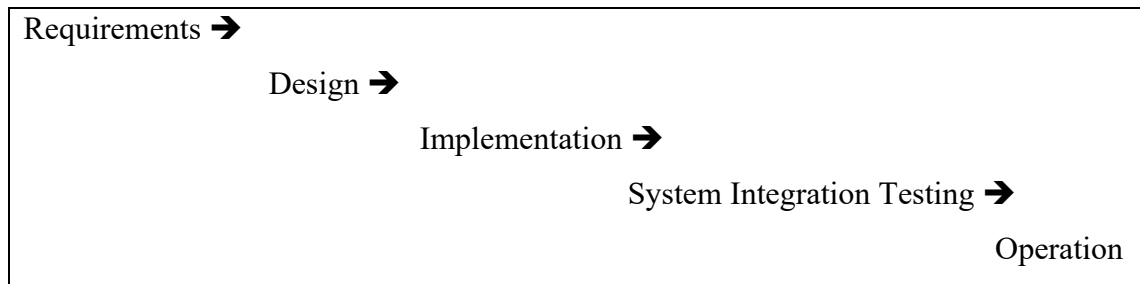 Requirements ➔
Design ➔
Implementation ➔
System Integration Testing ➔
Operation